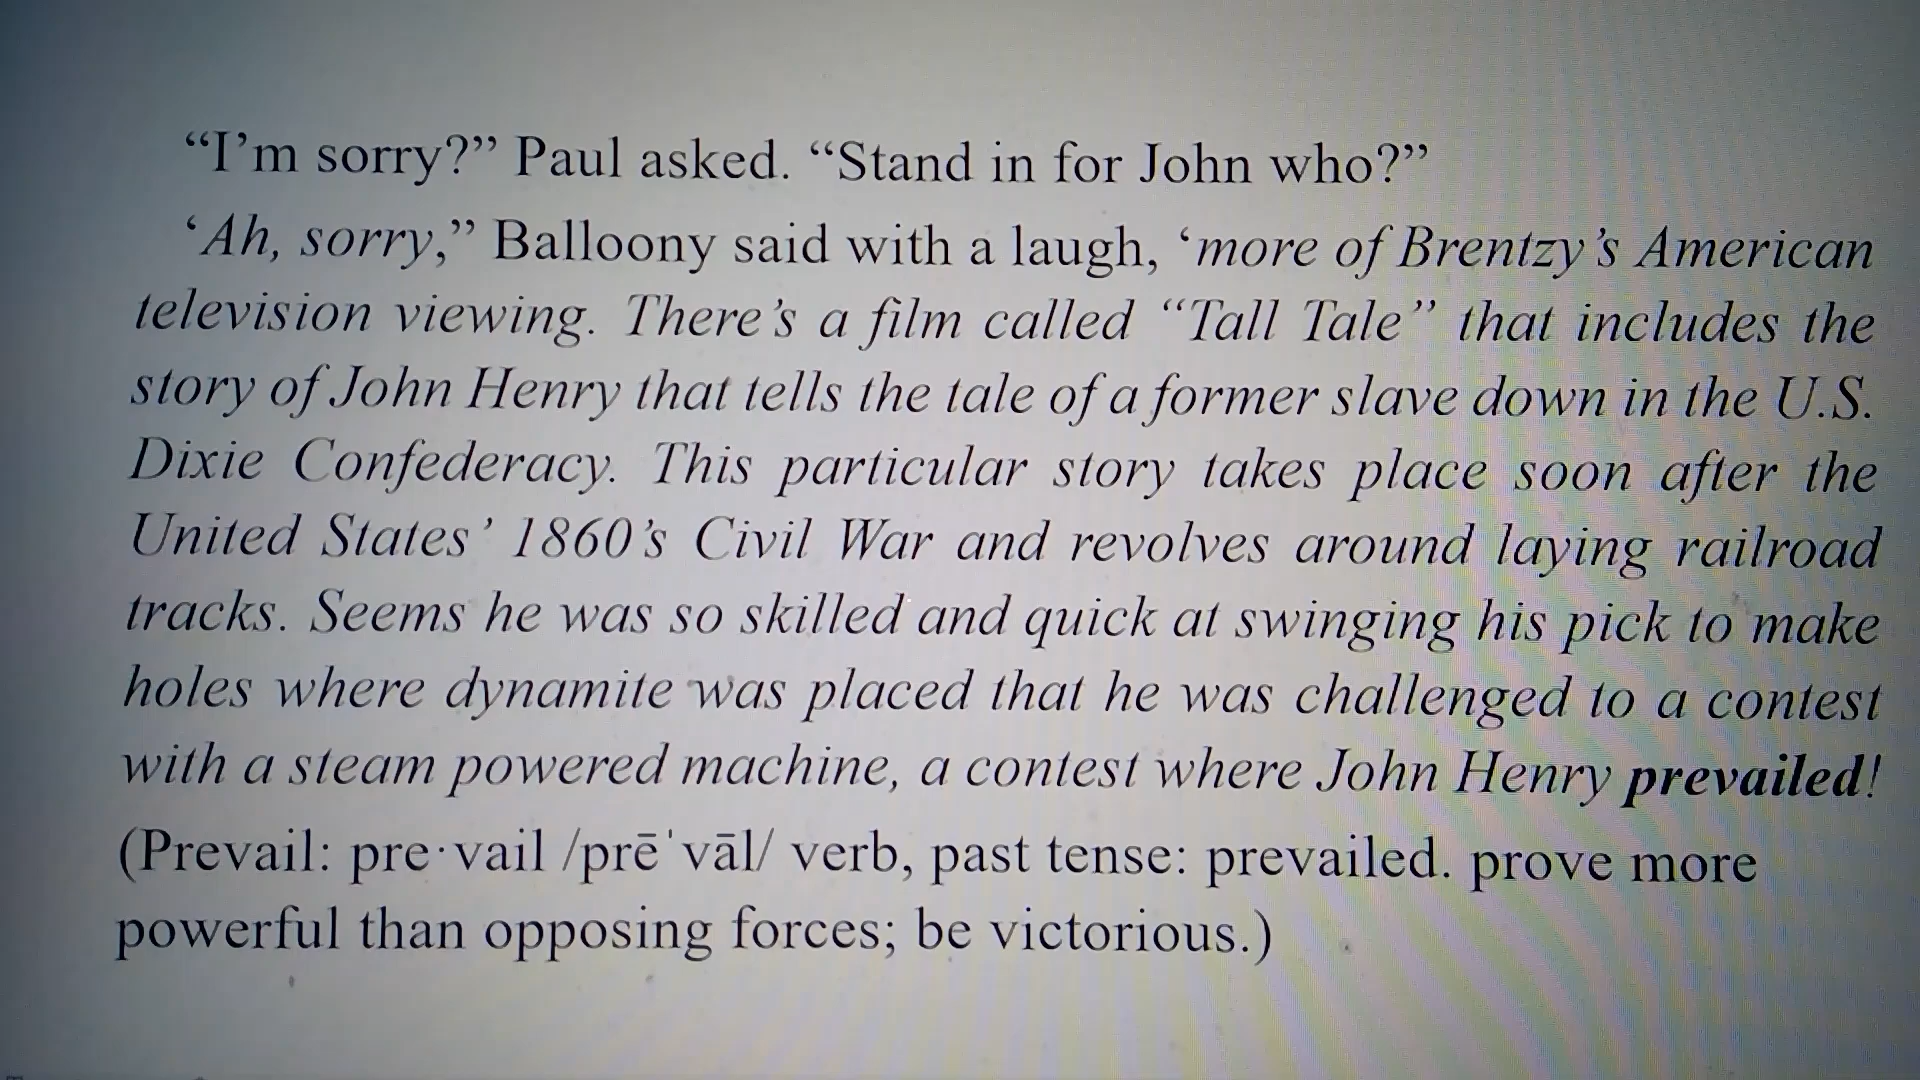 “I’m sorry?” Paul asked. “Stand in for John who?”
‘Ah, sorry,” Balloony said with a laugh, ‘more of Brentzy’s American
television viewing. There’s a film called “Tall Tale” that includes the
story of John Henry that tells the tale of a former slave down in the U.S.
Dixie Confederacy. This particular story takes place soon after the
United States’ 1860’s Civil War and revolves around laying railroad
tracks. Seems he was so skilled and quick at swinging his pick to make
holes where dynamite was placed that he was challenged to a contest
with a steam powered machine, a contest where John Henry prevailed!
(Prevail: pre·vail /prēˈvāl/ verb, past tense: prevailed. prove more
powerful than opposing forces; be victorious.)